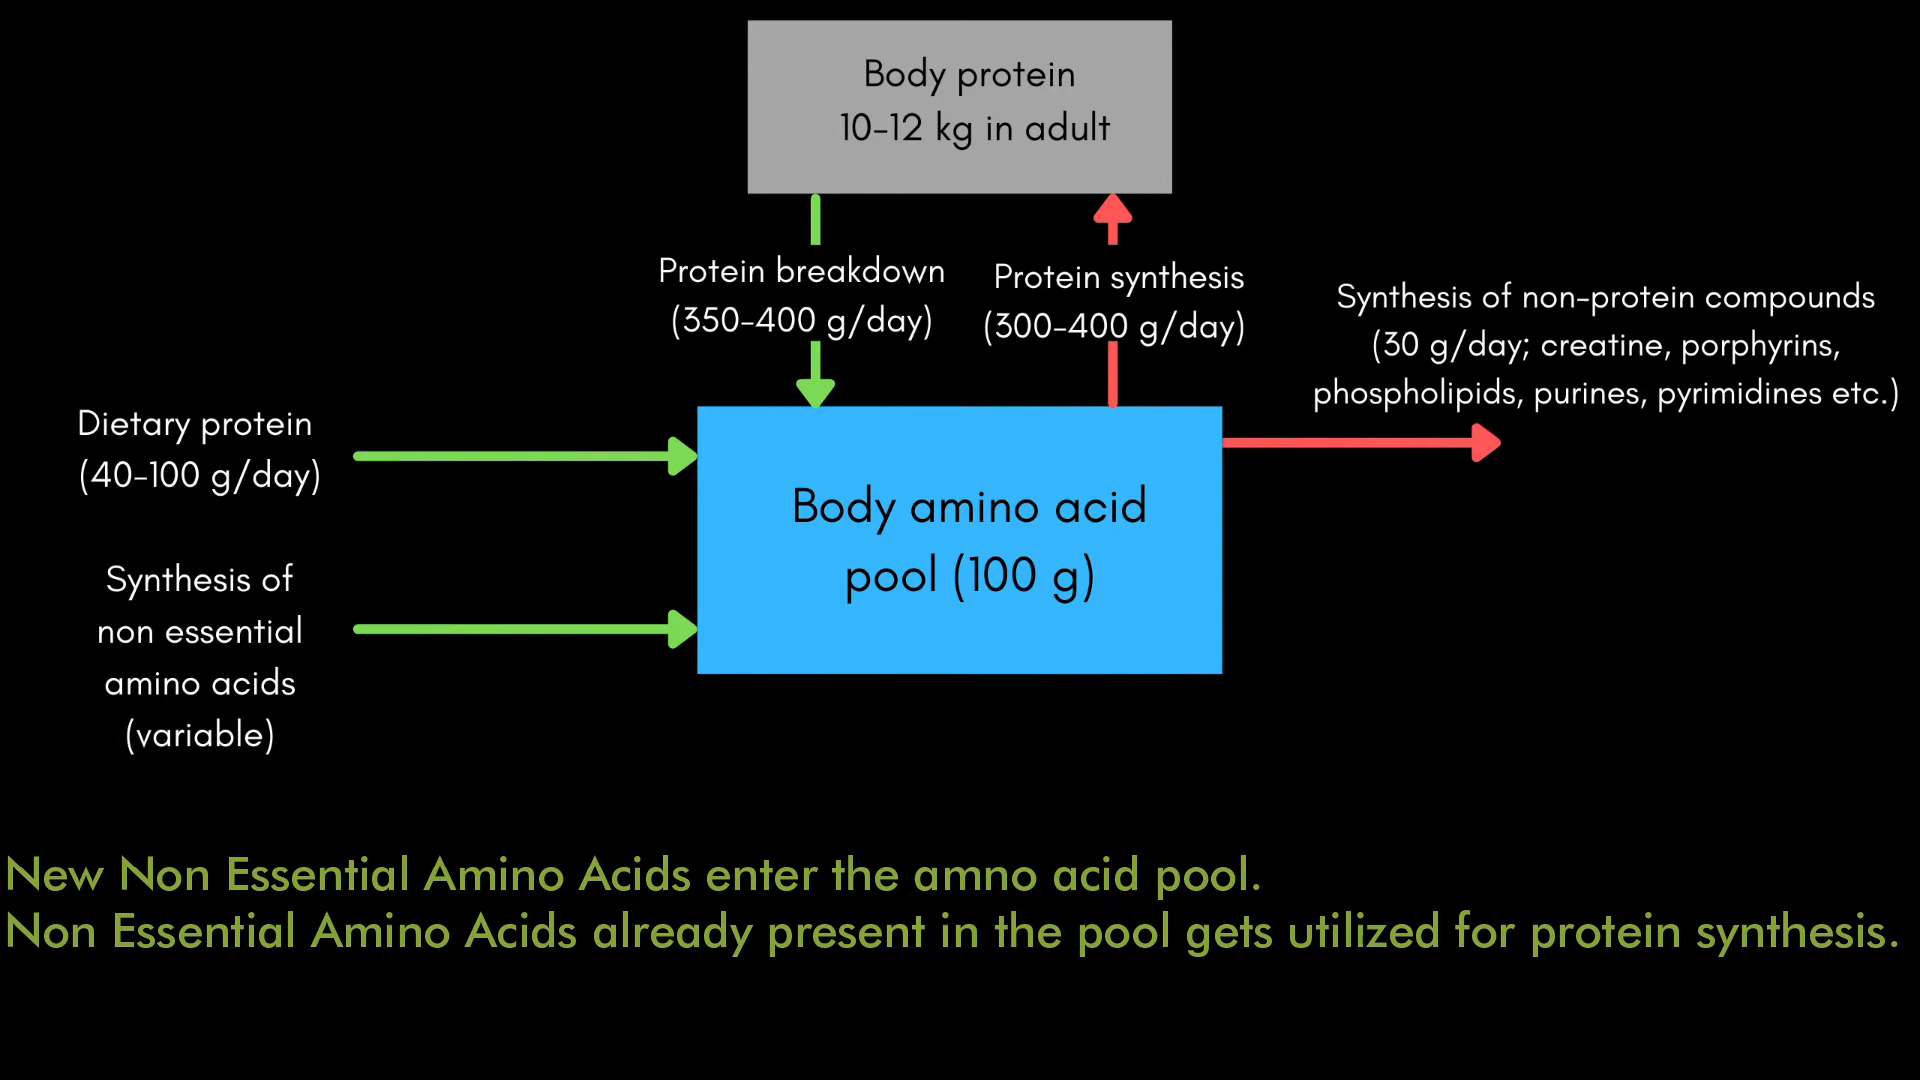 Body protein
10-12 kg in adult
Protein breakdown
(350-400 g/day)
Protein synthesis
(300-400 g/day)
Synthesis of non-protein compounds
(30 g/day; creatine, porphyrins,
phospholipids, purines, pyrimidines etc.)
Dietary protein
(40-100 g/day)
Body amino acid
pool (100 g)
Synthesis of
non essential
amino acids
(variable)
New Non Essential Amino Acids enter the amno acid pool.
Non Essential Amino Acids already present in the pool gets utilized for protein synthesis.